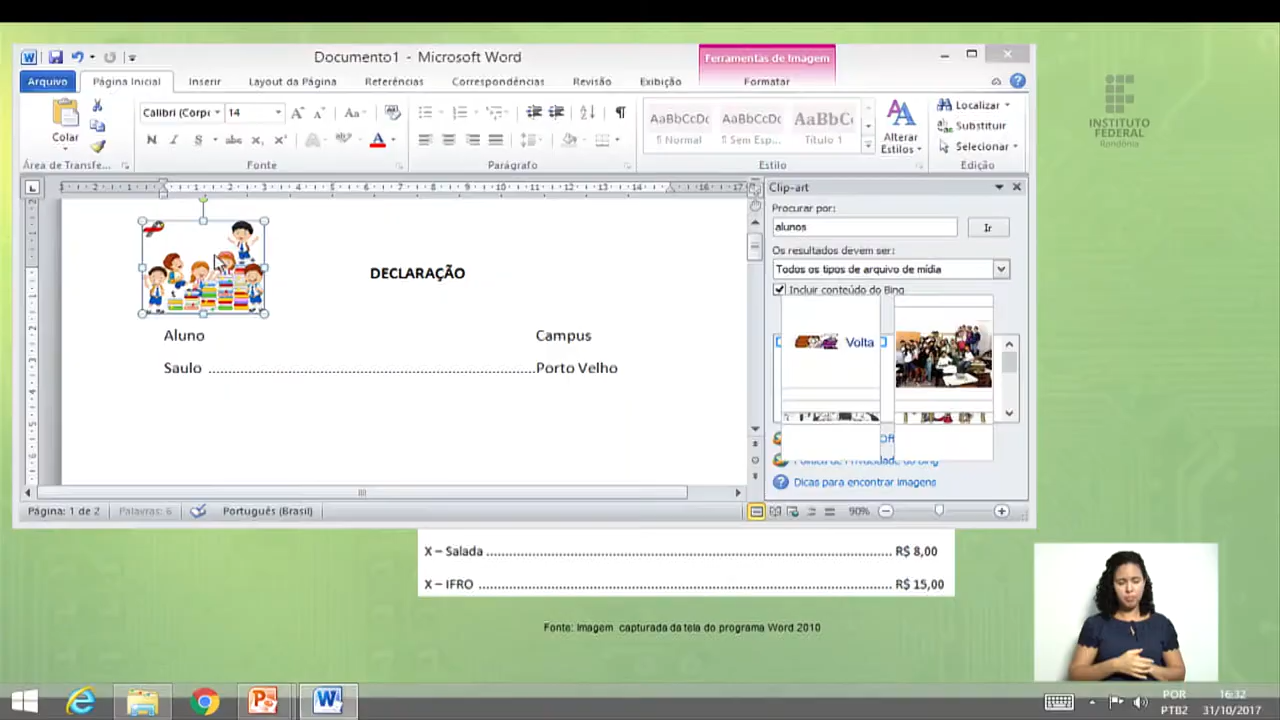 Documento1 - Microsoft Word
Ferramentas de Imagem
Arquivo Página Inicial Inserir Layout da Página Referências Correspondências Revisão Exibição Formatar
Colar
Calibri (Corpo 14
AaBbCcDc AaBbCcDc AaBbC
¶ Normal ¶ Sem Esp... Título 1
Alterar Estilos
Localizar
Substituir
Selecionar
Área de Transfe... Fonte Parágrafo Estilo Edição
INSTITUTO
FEDERAL
Rondônia
Clip-art
Procurar por:
alunos
Ir
Os resultados devem ser:
Todos os tipos de arquivo de mídia
Incluir conteúdo do Bing
Volta
Dicas para encontrar imagens
DECLARAÇÃO
Aluno Campus
Saulo ........................................................................Porto Velho
Página: 1 de 2 Palavras: 6 Português (Brasil) 90%
X – Salada ........................................................................ R$ 8,00
X – IFRO ........................................................................ R$ 15,00
Fonte: Imagem capturada da tela do programa Word 2010
POR
PTB2
16:32
31/10/2017